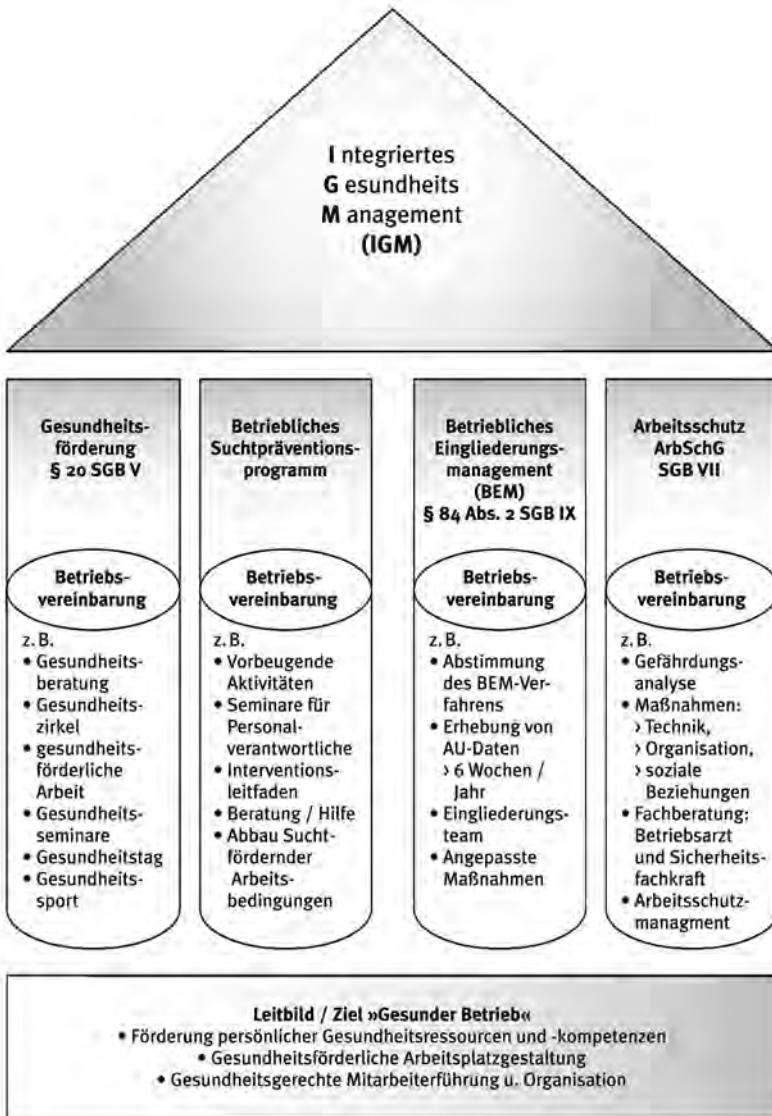 I ntegriertes
G esundheits
M anagement
(IGM)
Gesundheits-
förderung
§ 20 SGB V
Betriebs-
vereinbarung
z. B.
• Gesundheits-
beratung
• Gesundheits-
zirkel
• gesundheits-
förderliche
Arbeit
• Gesundheits-
seminare
• Gesundheitstag
• Gesundheits-
sport
Betriebliches
Suchtpräventions-
programm
Betriebs-
vereinbarung
z. B.
• Vorbeugende
Aktivitäten
• Seminare für
Personal-
verantwortliche
• Interventions-
leitfaden
• Beratung / Hilfe
• Abbau Sucht-
fördernder
Arbeits-
bedingungen
Betriebliches
Eingliederungs-
management
(BEM)
§ 84 Abs. 2 SGB IX
Betriebs-
vereinbarung
z. B.
• Abstimmung
des BEM-Ver-
fahrens
• Erhebung von
AU-Daten
› 6 Wochen /
Jahr
• Eingliederungs-
team
• Angepasste
Maßnahmen
Arbeitsschutz
ArbSchG
SGB VII
Betriebs-
vereinbarung
z. B.
• Gefährdungs-
analyse
• Maßnahmen:
› Technik,
› Organisation,
› soziale
Beziehungen
• Fachberatung:
Betriebsarzt
und Sicherheits-
fachkraft
• Arbeitsschutz-
managment
Leitbild / Ziel »Gesunder Betrieb«
• Förderung persönlicher Gesundheitsressourcen und -kompetenzen
• Gesundheitsförderliche Arbeitsplatzgestaltung
• Gesundheitsgerechte Mitarbeiterführung u. Organisation